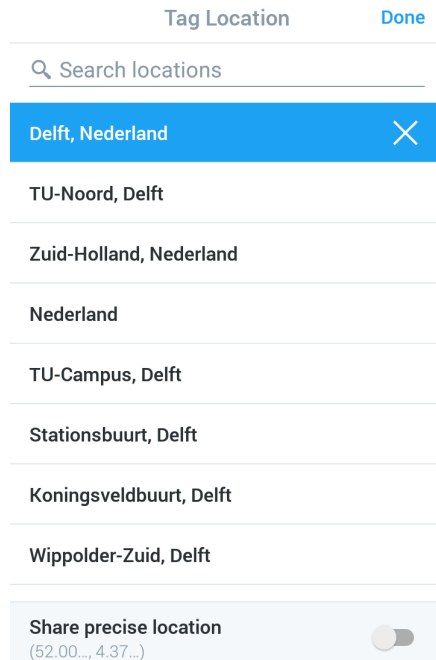 Tag Location
Done
Search locations
Delft, Nederland
TU-Noord, Delft
Zuid-Holland, Nederland
Nederland
TU-Campus, Delft
Stationsbuurt, Delft
Koningsveldbuurt, Delft
Wippolder-Zuid, Delft
Share precise location
(52.00..., 4.37...)